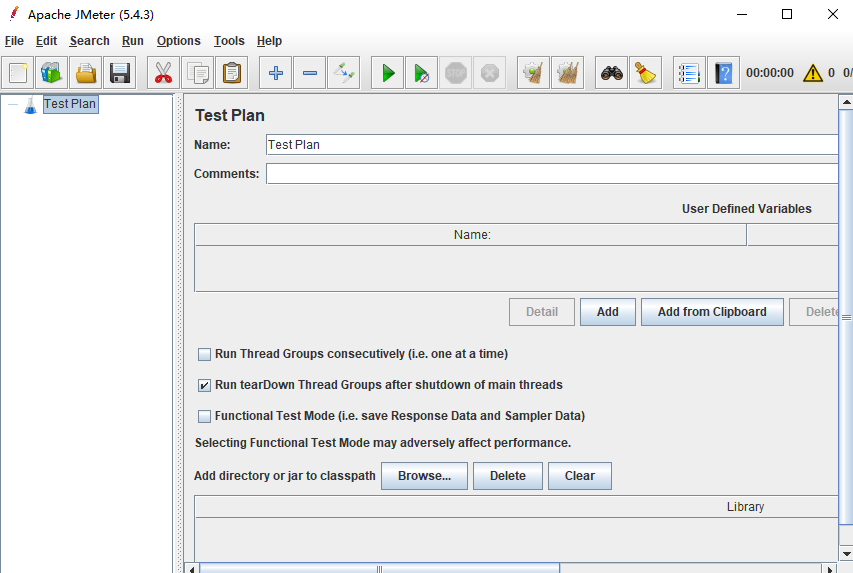 Apache JMeter (5.4.3)
File Edit Search Run Options Tools Help
STOP 00:00:00 0 0/
Test Plan
Test Plan
Name: Test Plan
Comments:
User Defined Variables
Name:
Detail Add Add from Clipboard Delete
Run Thread Groups consecutively (i.e. one at a time)
Run tearDown Thread Groups after shutdown of main threads
Functional Test Mode (i.e. save Response Data and Sampler Data)
Selecting Functional Test Mode may adversely affect performance.
Add directory or jar to classpath Browse... Delete Clear
Library